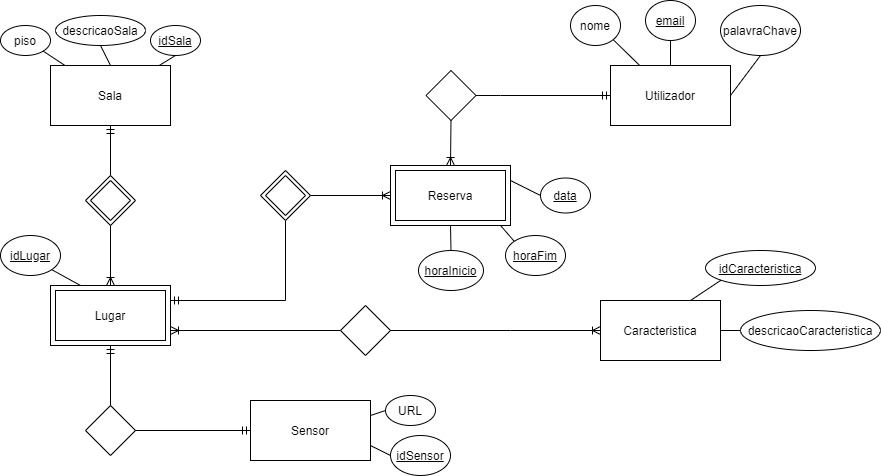 piso
descricaoSala
idSala
nome
email
palavraChave
Sala
Utilizador
Reserva
data
horaInicio
horaFim
idLugar
Lugar
idCaracteristica
Caracteristica
descricaoCaracteristica
Sensor
URL
idSensor